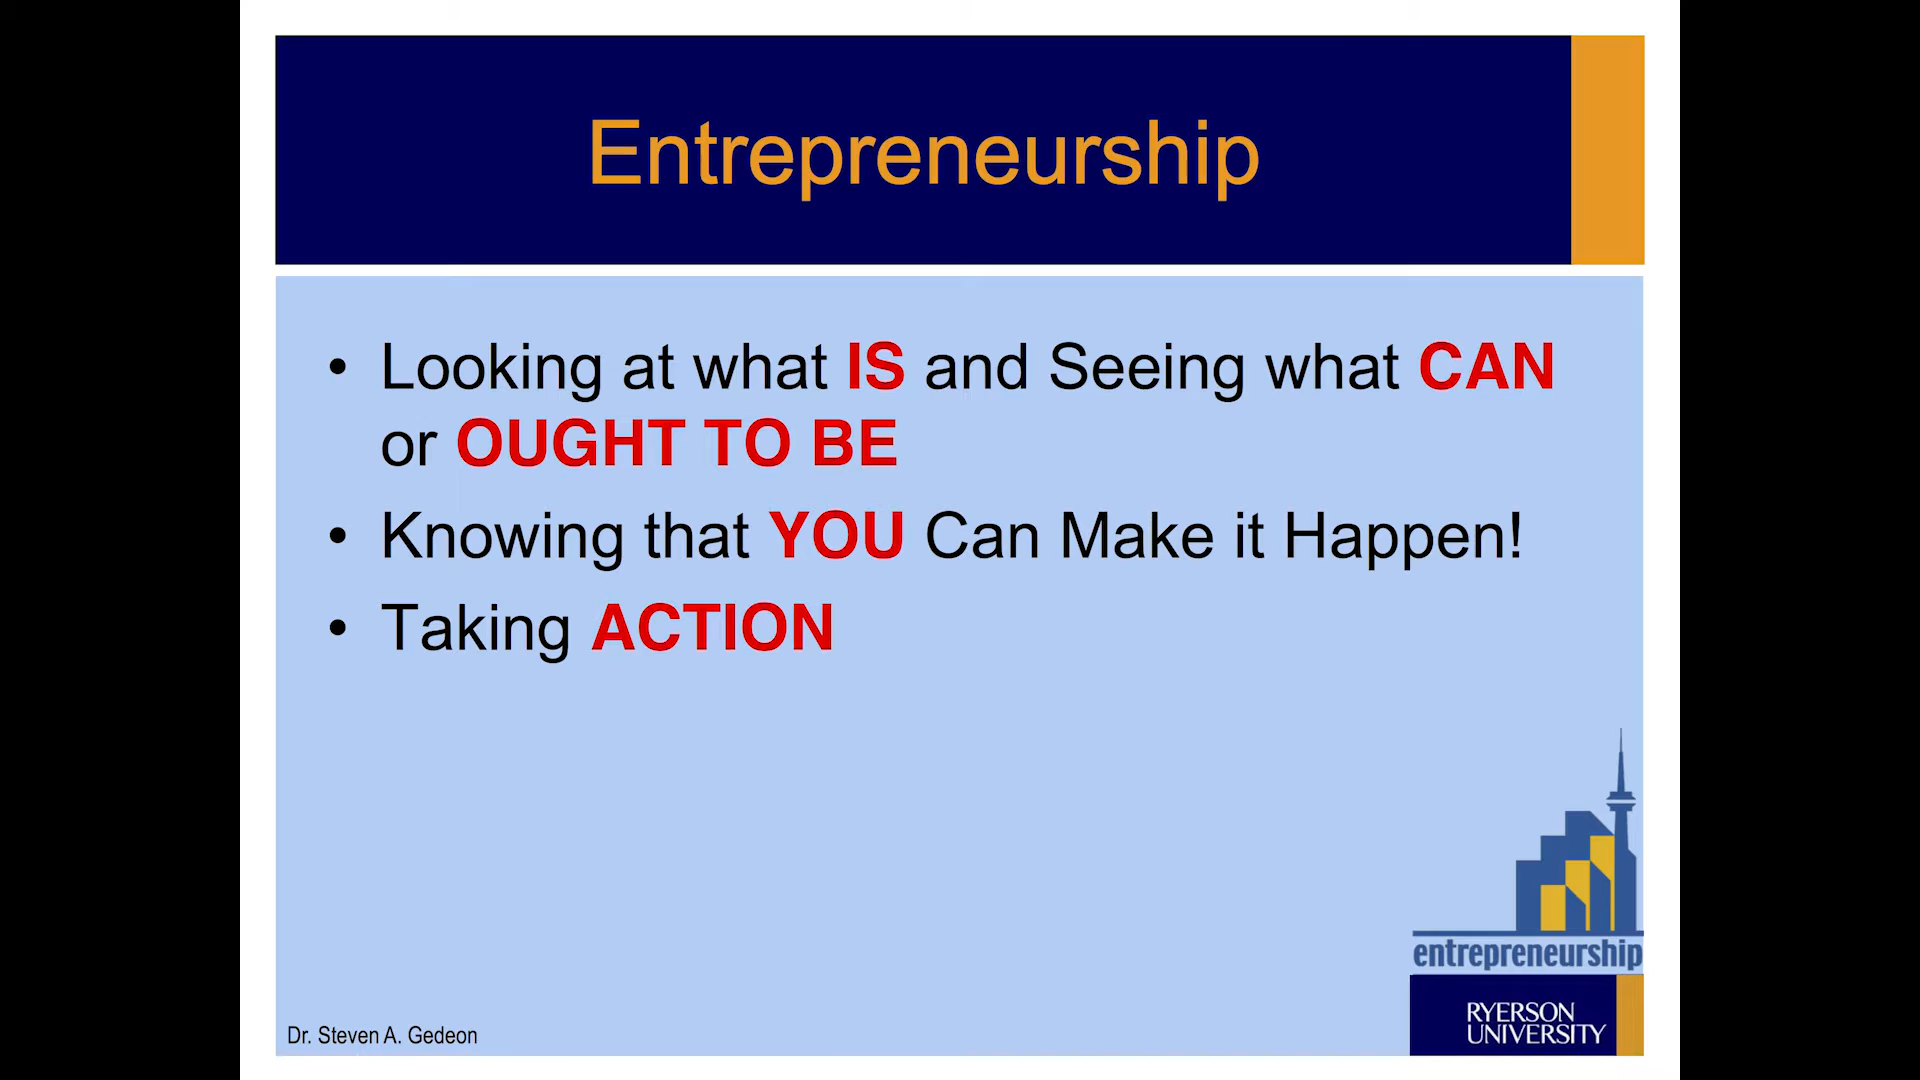 Entrepreneurship
• Looking at what IS and Seeing what CAN
or OUGHT TO BE
• Knowing that YOU Can Make it Happen!
• Taking ACTION
entrepreneurship
RYERSON
UNIVERSITY
Dr. Steven A. Gedeon